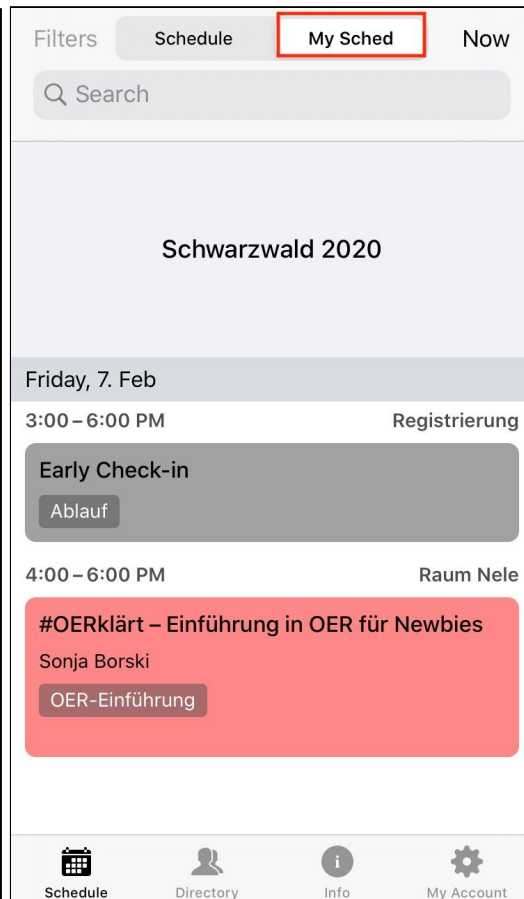 Filters Schedule My Sched Now
Search
Schwarzwald 2020
Friday, 7. Feb
3:00 – 6:00 PM Registrierung
Early Check-in
Ablauf
4:00 – 6:00 PM Raum Nele
#OERklärt – Einführung in OER für Newbies
Sonja Borski
OER-Einführung
Schedule Directory Info My Account